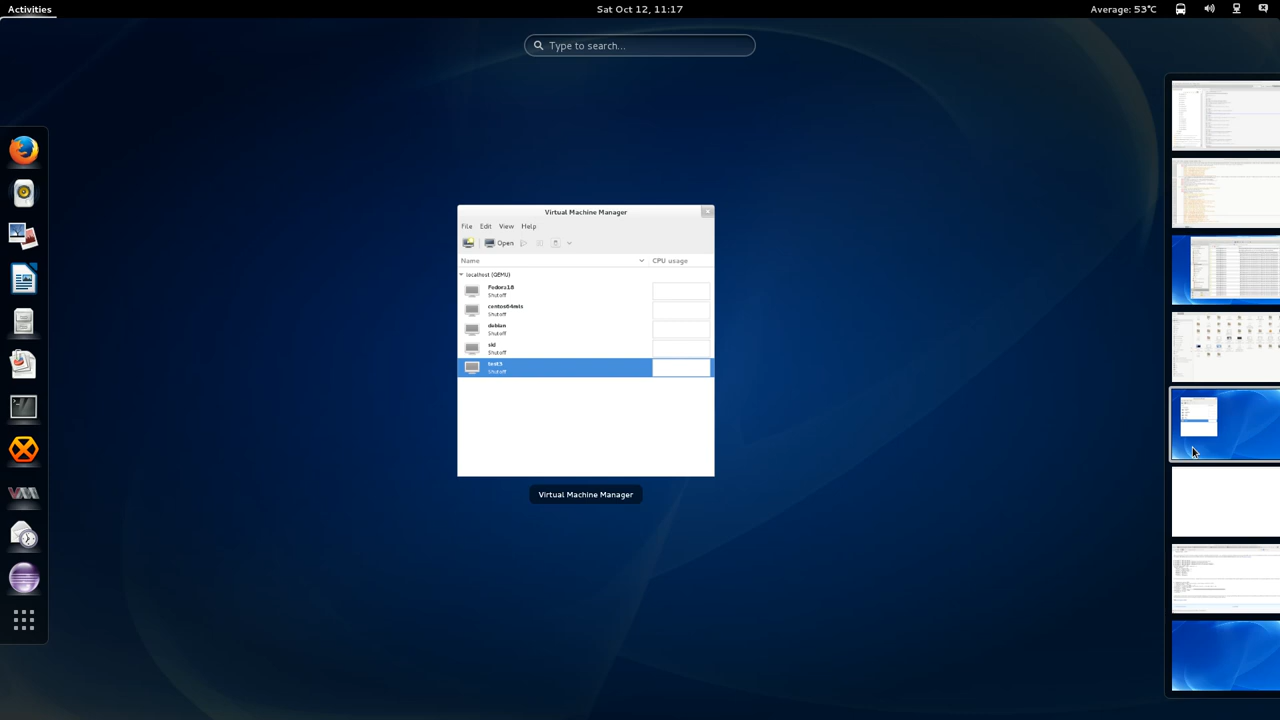 Activities
Sat Oct 12, 11:17
Average: 53°C
Type to search...
Virtual Machine Manager
File Edit View Help
Open
Name CPU usage
localhost (QEMU)
Fedora18
Shutoff
centos64mls
Shutoff
debian
Shutoff
sid
Shutoff
test3
Shutoff
Virtual Machine Manager